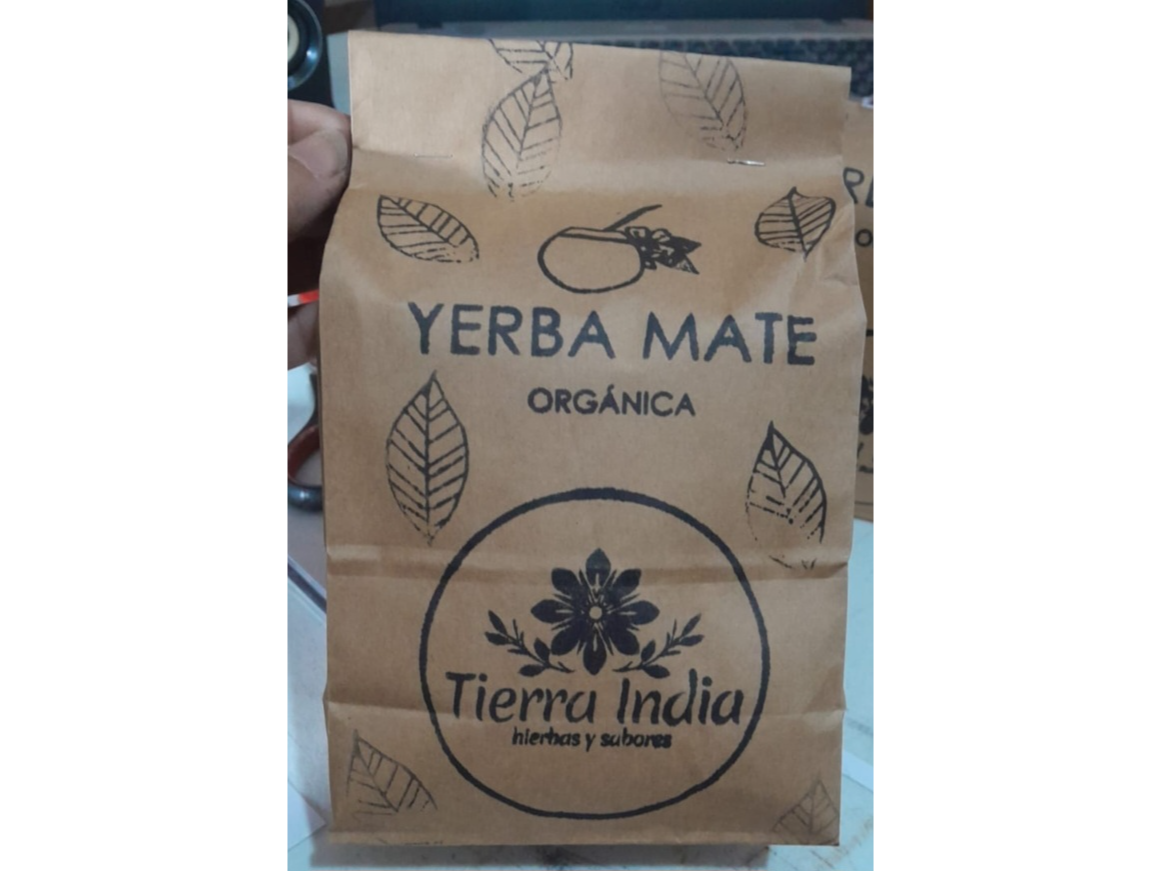 YERBA MATE
ORGÁNICA
Tierra India
hierbas y sabores